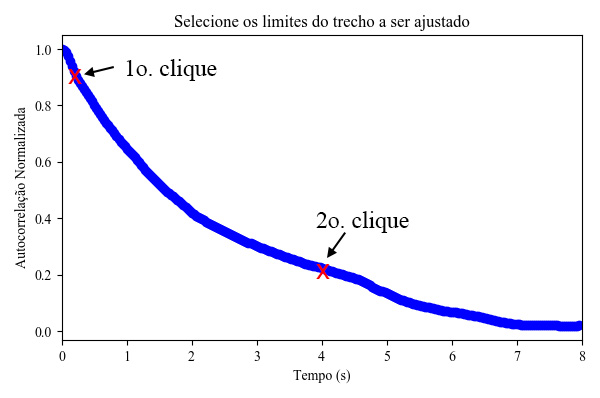 Selecione os limites do trecho a ser ajustado
1o. clique
2o. clique
Autocorrelação Normalizada
1.0
0.8
0.6
0.4
0.2
0.0
0 1 2 3 4 5 6 7 8
Tempo (s)